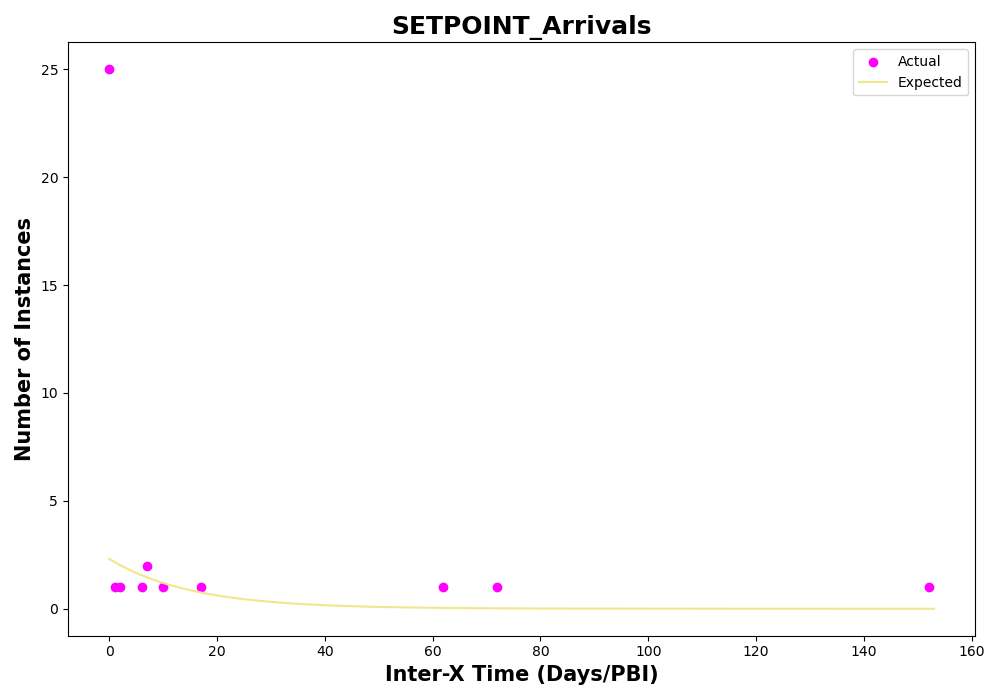 SETPOINT_Arrivals
Actual
Expected
Number of Instances
25
20
15
10
5
0
0 20 40 60 80 100 120 140 160
Inter-X Time (Days/PBI)